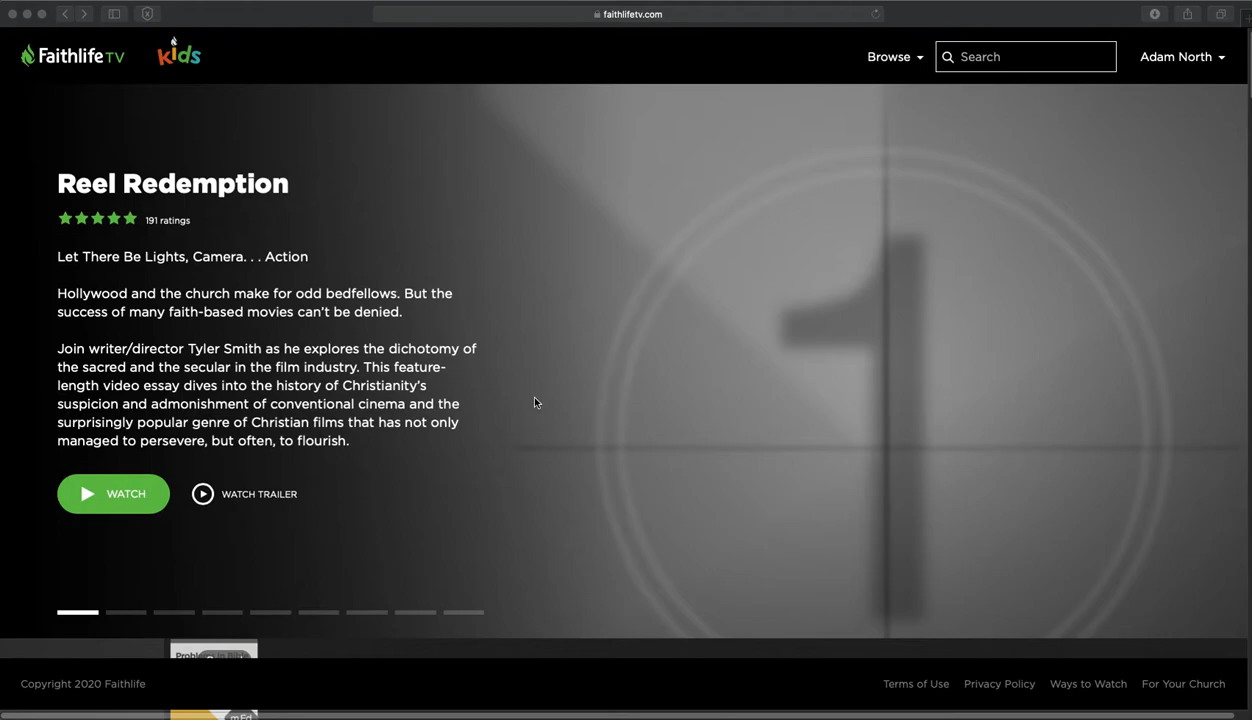 faithlifetv.com
FaithlifeTV kids
Browse
Search
Adam North
Reel Redemption
191 ratings
Let There Be Lights, Camera. . . Action
Hollywood and the church make for odd bedfellows. But the
success of many faith-based movies can't be denied.
Join writer/director Tyler Smith as he explores the dichotomy of
the sacred and the secular in the film industry. This feature-
length video essay dives into the history of Christianity's
suspicion and admonishment of conventional cinema and the
surprisingly popular genre of Christian films that has not only
managed to persevere, but often, to flourish.
WATCH
WATCH TRAILER
1
Copyright 2020 Faithlife
Terms of Use Privacy Policy Ways to Watch For Your Church
mEd